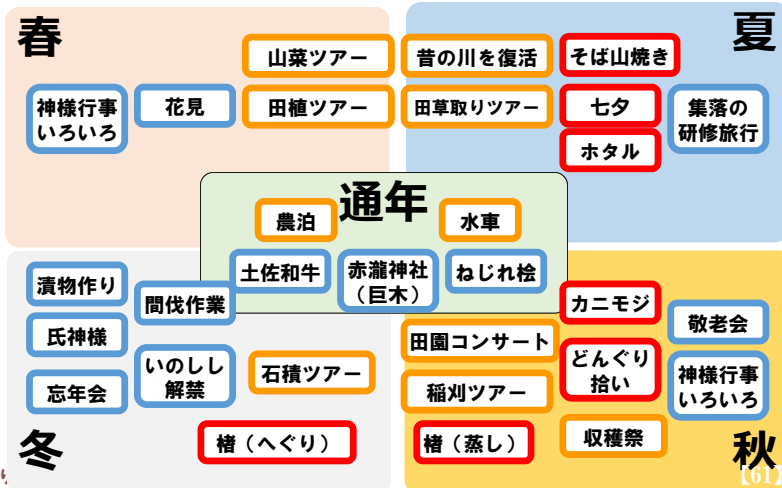 春
山菜ツアー
神様行事
いろいろ
花見
田植ツアー
夏
昔の川を復活
そば山焼き
田草取りツアー
七夕
ホタル
集落の
研修旅行
通年
農泊
水車
土佐和牛
赤瀧神社
（巨木）
ねじれ桧
漬物作り
間伐作業
氏神様
いのしし
解禁
石積ツアー
忘年会
楮（へぐり）
冬
カニモジ
敬老会
田園コンサート
どんぐり
拾い
神様行事
いろいろ
稲刈ツアー
楮（蒸し）
収穫祭
秋
【61】